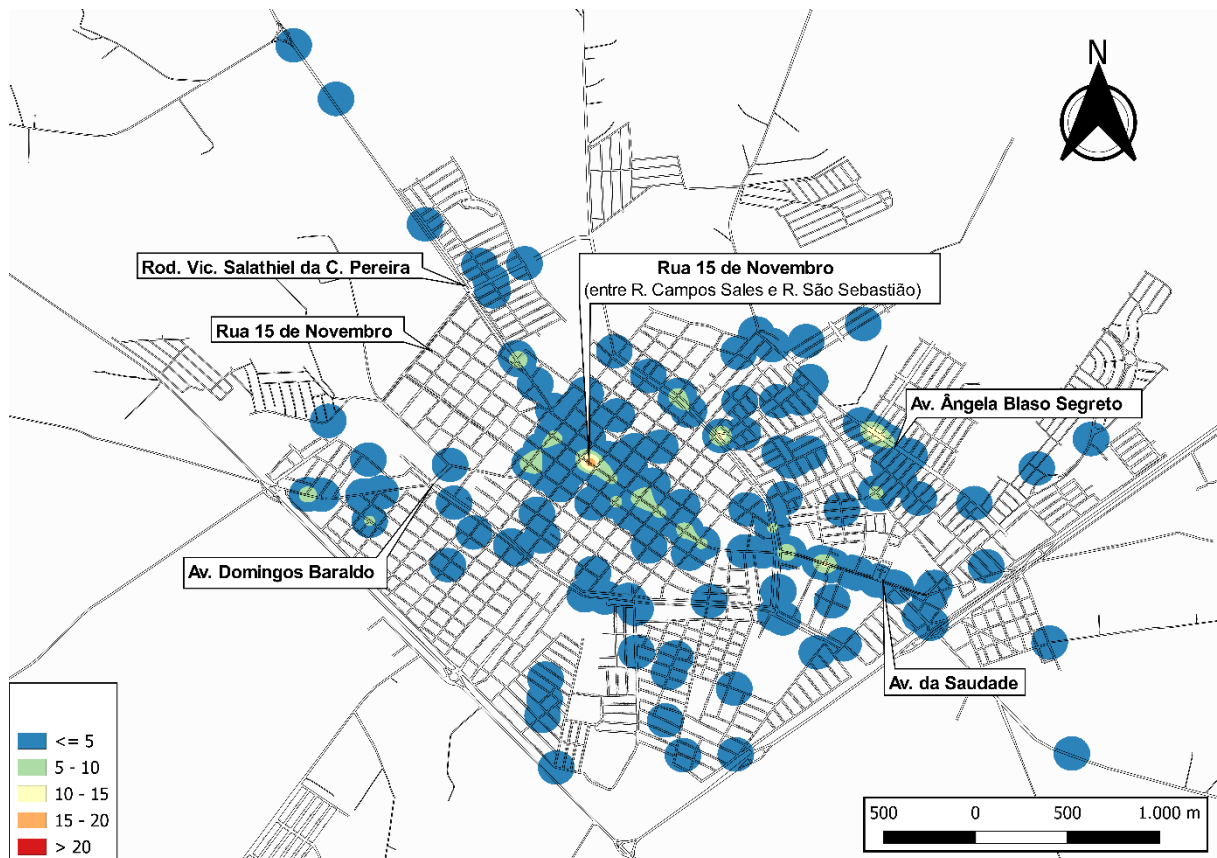 N
Rod. Vic. Salathiel da C. Pereira
Rua 15 de Novembro
(entre R. Campos Sales e R. São Sebastião)
Rua 15 de Novembro
Av. Ângela Blaso Segreto
Av. Domingos Baraldo
Av. da Saudade
<= 5
5 - 10
10 - 15
15 - 20
> 20
500 0 500 1.000 m